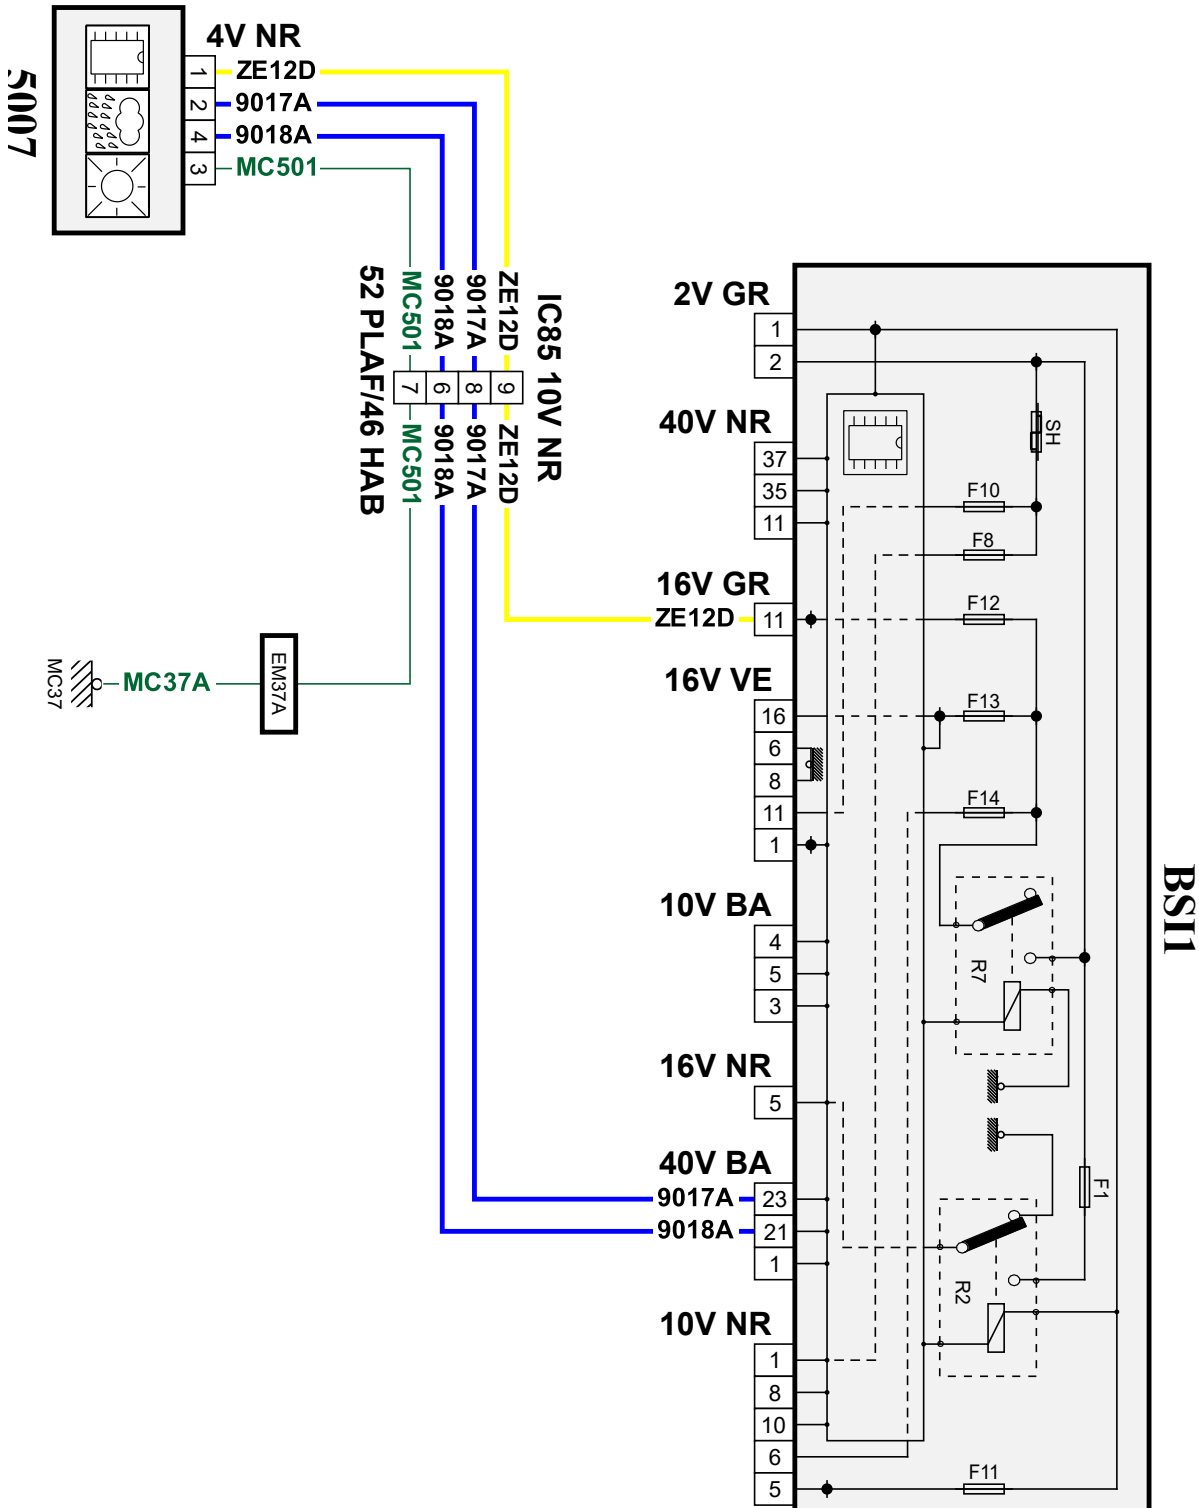 5007
4V NR
1 ZE12D
2 9017A
4 9018A
3 MC501
MC501 9018A 9017A ZE12D
52 PLAF/46 HAB
IC85 10V NR
7 6 8 9
MC501 9018A 9017A ZE12D
MC37
MC37A
EM37A
BSI1
2V GR
1
2
40V NR
37
35
11
16V GR
ZE12D 11
16V VE
16
6
8
11
1
10V BA
4
5
3
16V NR
5
40V BA
9017A 23
9018A 21
1
10V NR
1
8
10
6
5
SH
F10
F8
F12
F13
F14
R7
F1
R2
F11